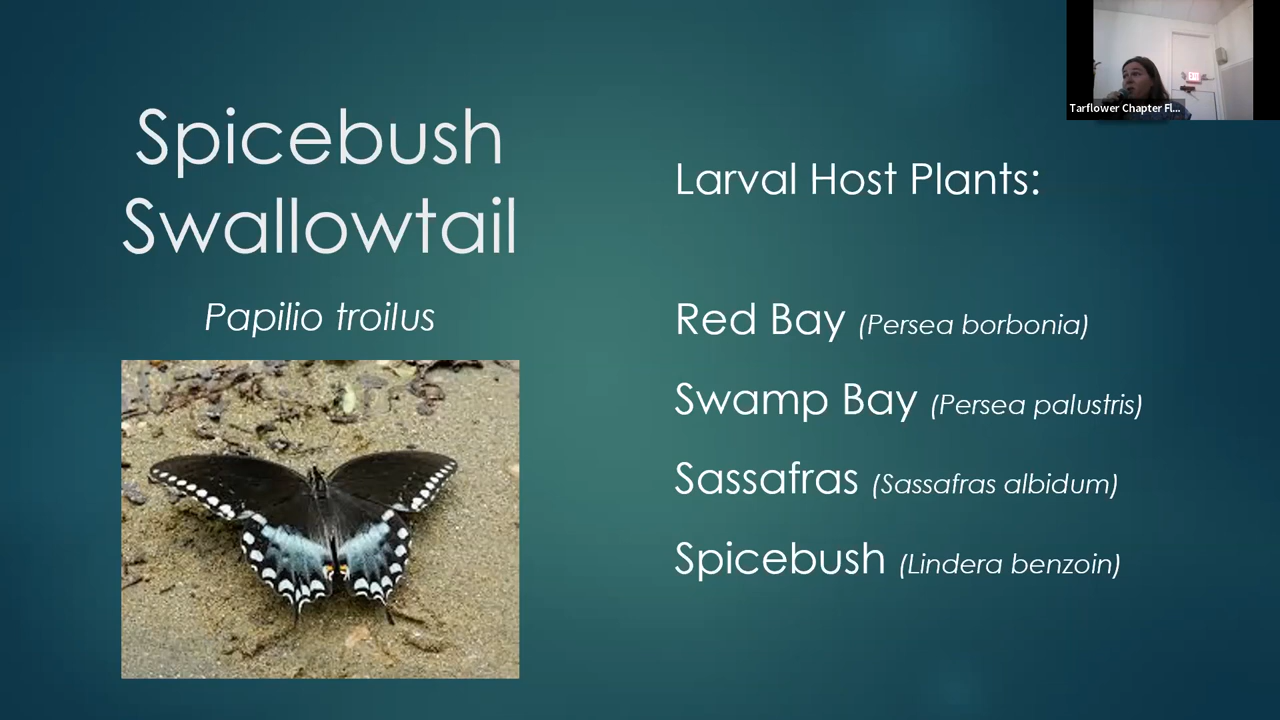 Spicebush
Swallowtail
Papilio troilus
Larval Host Plants:
Red Bay (Persea borbonia)
Swamp Bay (Persea palustris)
Sassafras (Sassafras albidum)
Spicebush (Lindera benzoin)
Tarflower Chapter Fl...
EXIT